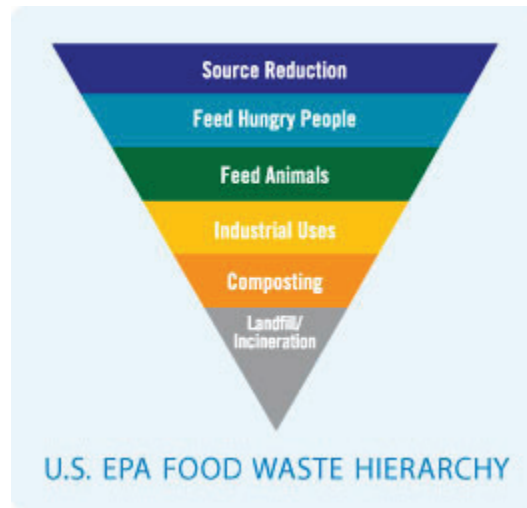 Source Reduction
Feed Hungry People
Feed Animals
Industrial Uses
Composting
Landfill/
Incineration
U.S. EPA FOOD WASTE HIERARCHY